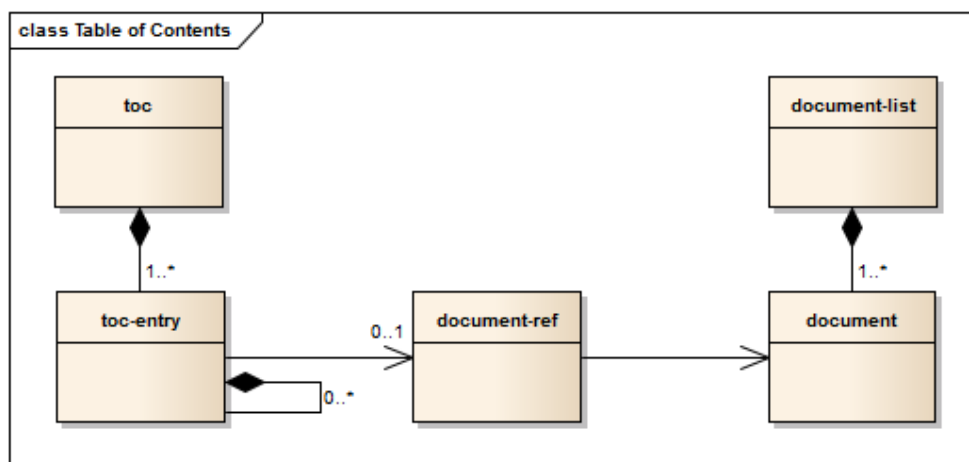 class Table of Contents
toc
document-list
1..*
1..*
toc-entry
document-ref
document
0..1
0..*